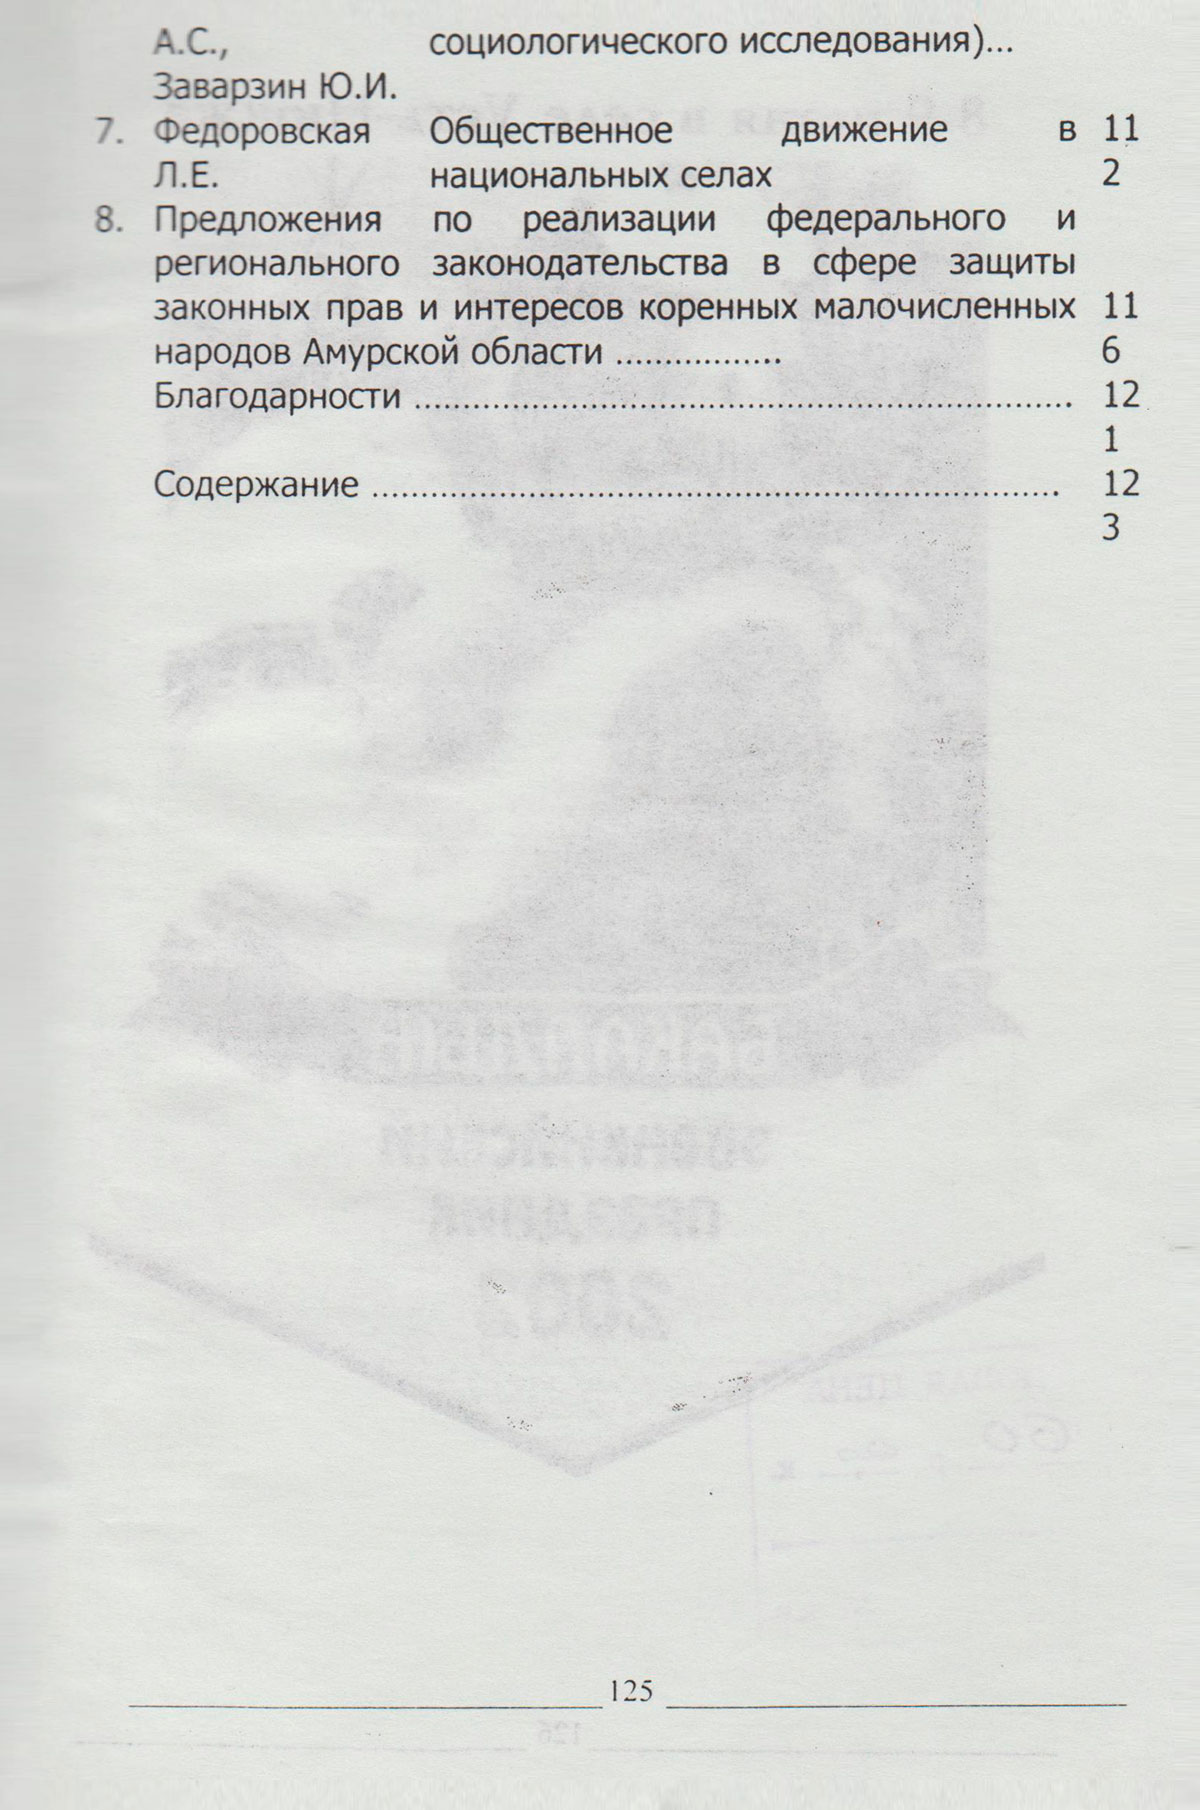 А.С., социологического исследования)...
Заварзин Ю.И.
7. Федоровская Общественное движение в 11
Л.Е. национальных селах 2
8. Предложения по реализации федерального и
регионального законодательства в сфере защиты
законных прав и интересов коренных малочисленных 11
народов Амурской области ................. 6
Благодарности .................................................................... 12
1
Содержание ....................................................................... 12
3
125